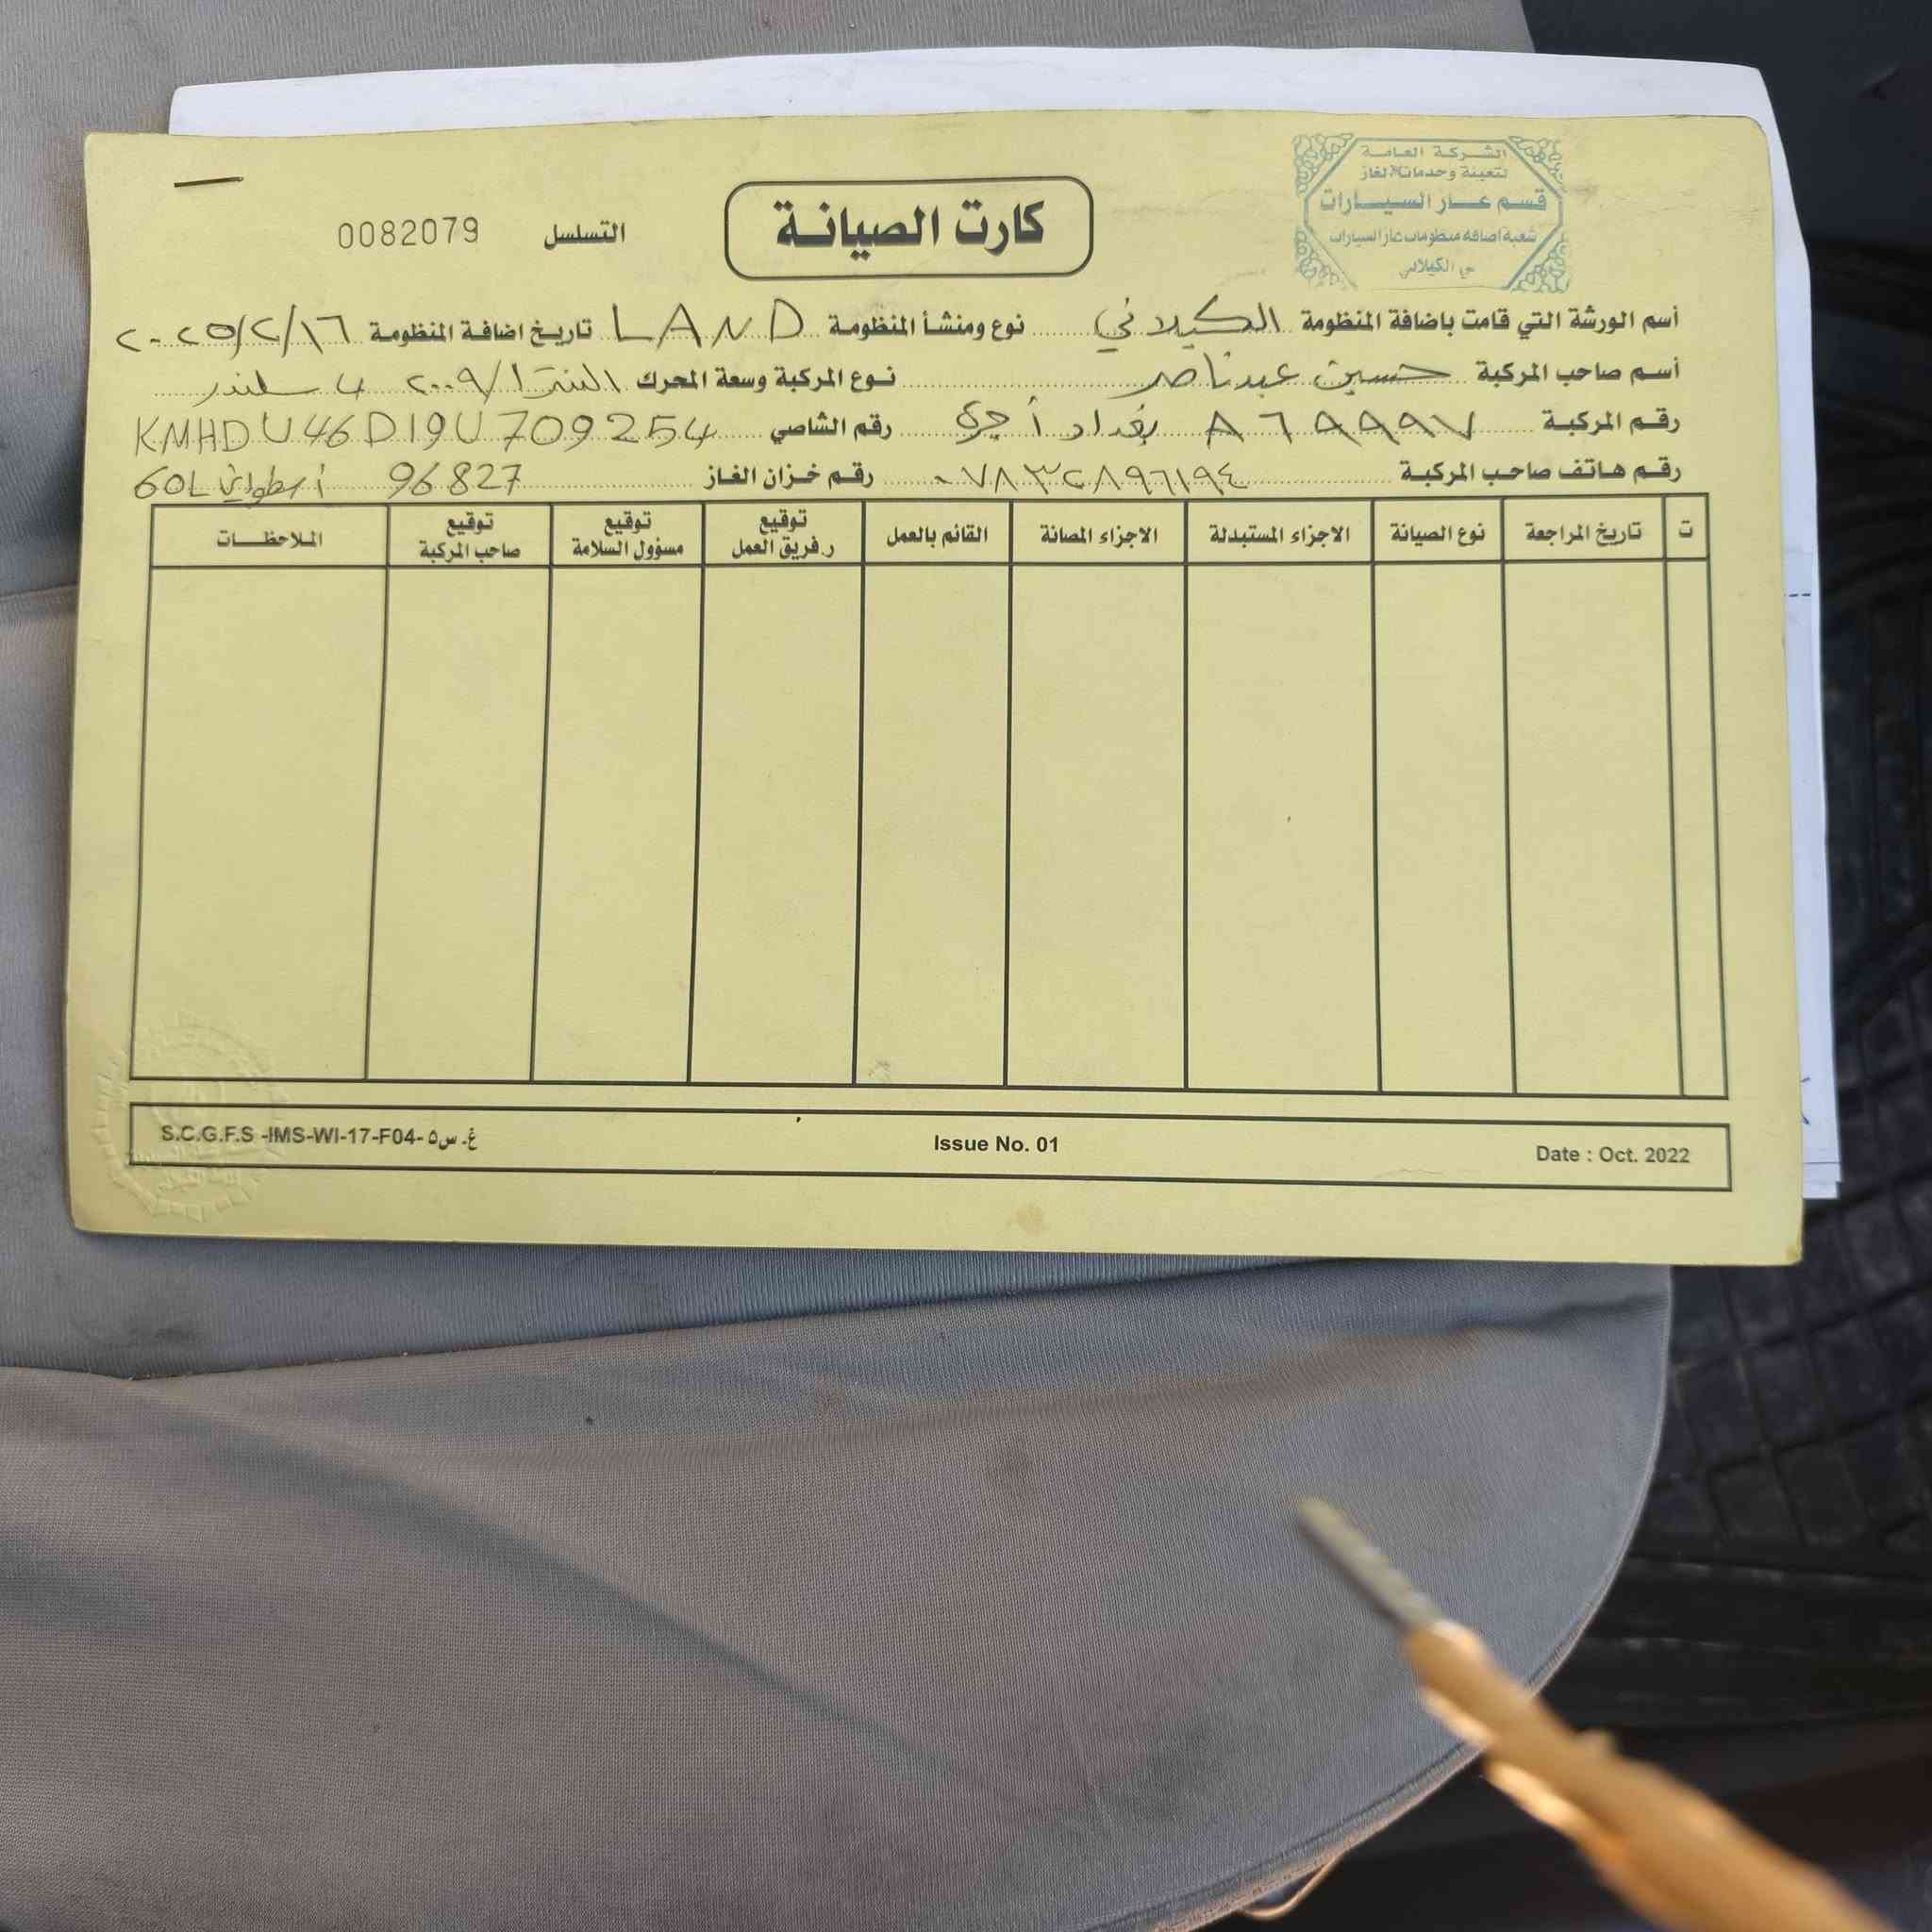 الشركة العامة
لتعبئة وخدمات الغاز
قسم غاز السيارات
شعبة اضافة منظومات غاز السيارات
حي الكيلاني
كارت الصيانة
التسلسل 0082079
أسم الورشة التي قامت باضافة المنظومة الكيلاني نوع ومنشأ المنظومة LAND تاريخ اضافة المنظومة ٢٠٢٥/٢/١٦
أسم صاحب المركبة حسين عبد ناصر نوع المركبة وسعة المحرك النترا / ٢٠٠٩ ٤ سلندر
رقم المركبة A ٦٩٩٩٧ بغداد أجرة رقم الشاصي KMHDU46D19U709254
رقم هاتف صاحب المركبة ٠٧٨٣٢٨٩٦١٩٤ رقم خزان الغاز 96827 أسطواني 60L
ت تاريخ المراجعة نوع الصيانة الاجزاء المستبدلة الاجزاء المصانة القائم بالعمل توقيع ر.فريق العمل توقيع مسؤول السلامة توقيع صاحب المركبة الملاحظات
S.C.G.F.S -IMS-WI-17-F04- غ. س٥ Issue No. 01 Date : Oct. 2022